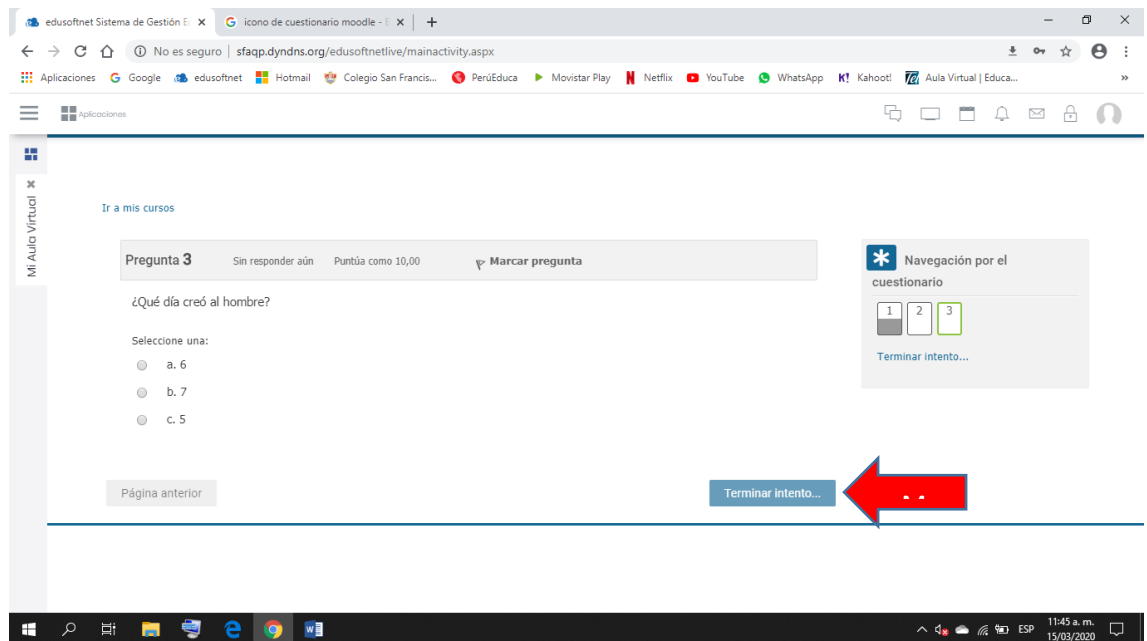 edusoftnet Sistema de Gestión E
icono de cuestionario moodle - B
No es seguro | sfaqp.dyndns.org/edusoftnetlive/mainactivity.aspx
Aplicaciones Google edusoftnet Hotmail Colegio San Francis... PerúEduca Movistar Play Netflix YouTube WhatsApp Kahoot! Aula Virtual | Educa... »
Aplicaciones
Mi Aula Virtual
Ir a mis cursos
Pregunta 3 Sin responder aún Puntúa como 10,00 Marcar pregunta
¿Qué día creó al hombre?
Seleccione una:
a. 6
b. 7
c. 5
Página anterior
Terminar intento...
Navegación por el
cuestionario
1 2 3
Terminar intento...
ESP
11:45 a. m.
15/03/2020